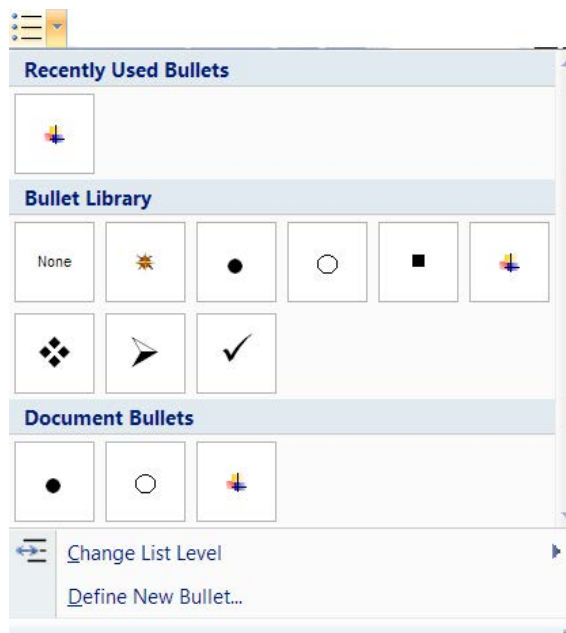 Recently Used Bullets
Bullet Library
None
Document Bullets
Change List Level
Define New Bullet...